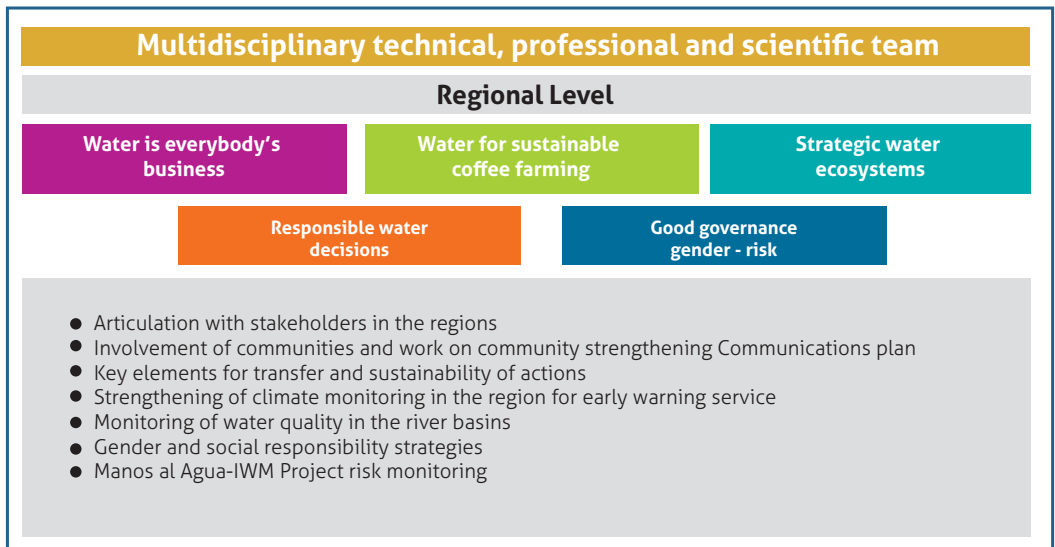 Multidisciplinary technical, professional and scientific team
Regional Level
Water is everybody's
business
Water for sustainable
coffee farming
Strategic water
ecosystems
Responsible water
decisions
Good governance
gender - risk
● Articulation with stakeholders in the regions
● Involvement of communities and work on community strengthening Communications plan
● Key elements for transfer and sustainability of actions
● Strengthening of climate monitoring in the region for early warning service
● Monitoring of water quality in the river basins
● Gender and social responsibility strategies
● Manos al Agua-IWM Project risk monitoring